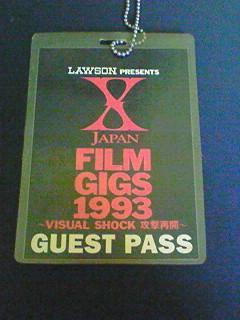 LAWSON PRESENTS
X
JAPAN
FILM
GIGS
1993
~VISUAL SHOCK 攻撃再開~
GUEST PASS